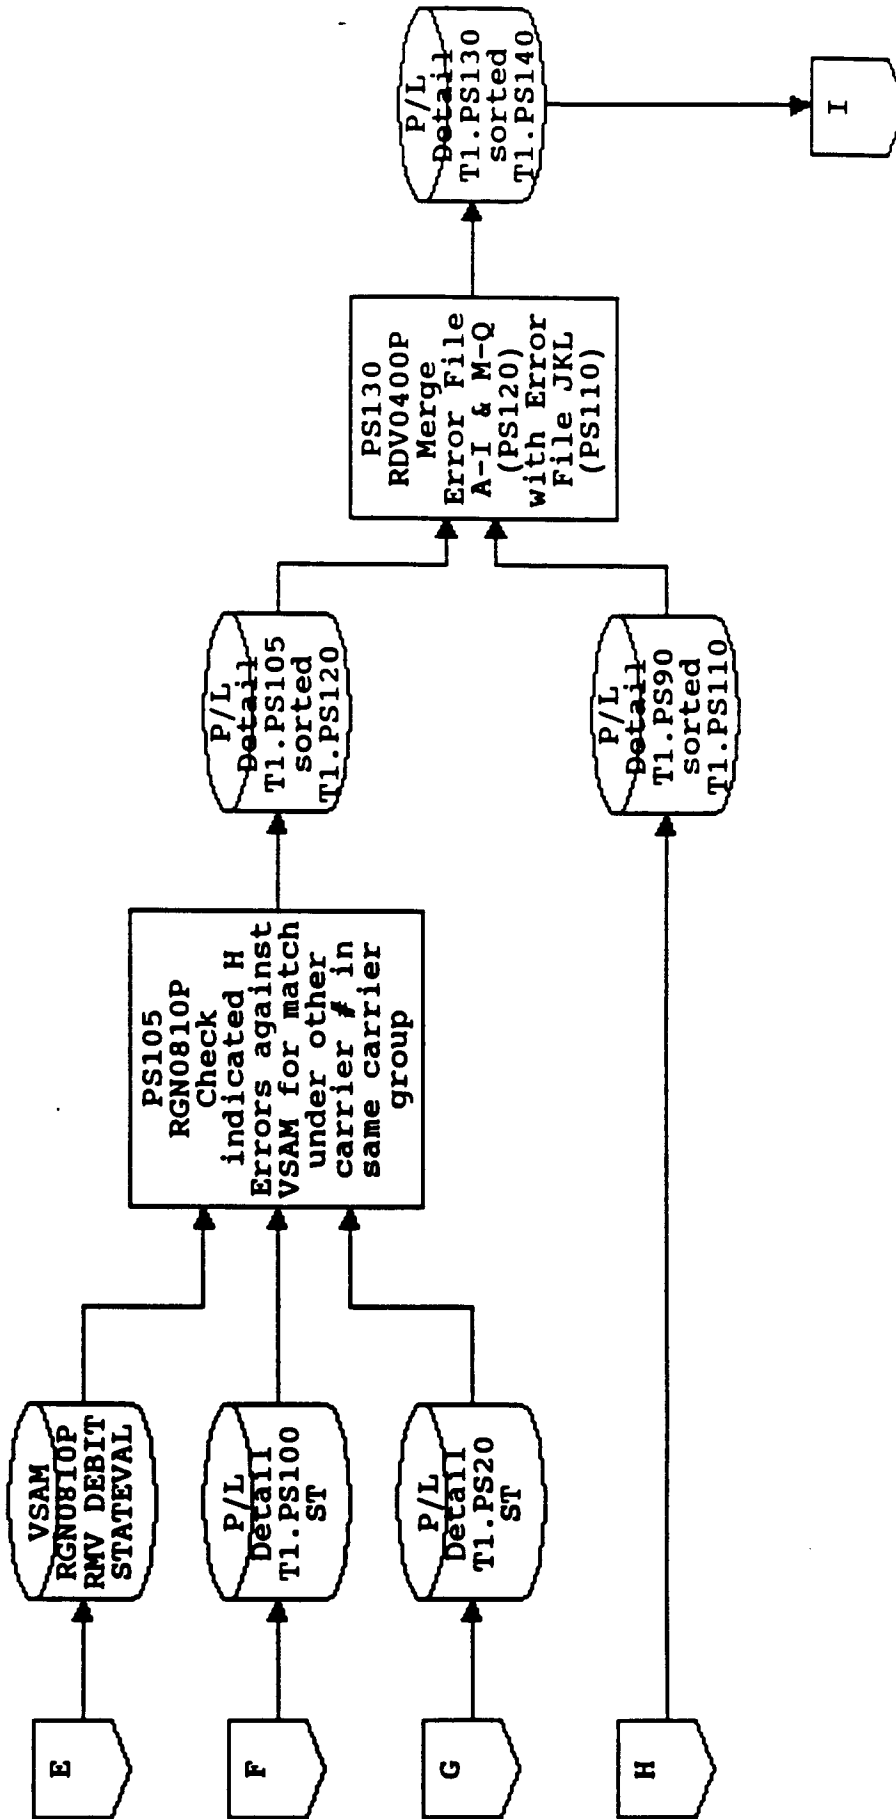 E
VSAM
RGN0810P
RMV DEBIT
STATEVAL
F
P/L
Detail
T1.PS100
ST
G
P/L
Detail
T1.PS20
ST
H
PS105
RGN0810P
Check
indicated H
Errors against
VSAM for match
under other
carrier # in
same carrier
group
P/L
Detail
T1.PS105
sorted
T1.PS120
P/L
Detail
T1.PS90
sorted
T1.PS110
PS130
RDV0400P
Merge
Error File
A-I & M-Q
(PS120)
with Error
File JKL
(PS110)
P/L
Detail
T1.PS130
sorted
T1.PS140
I